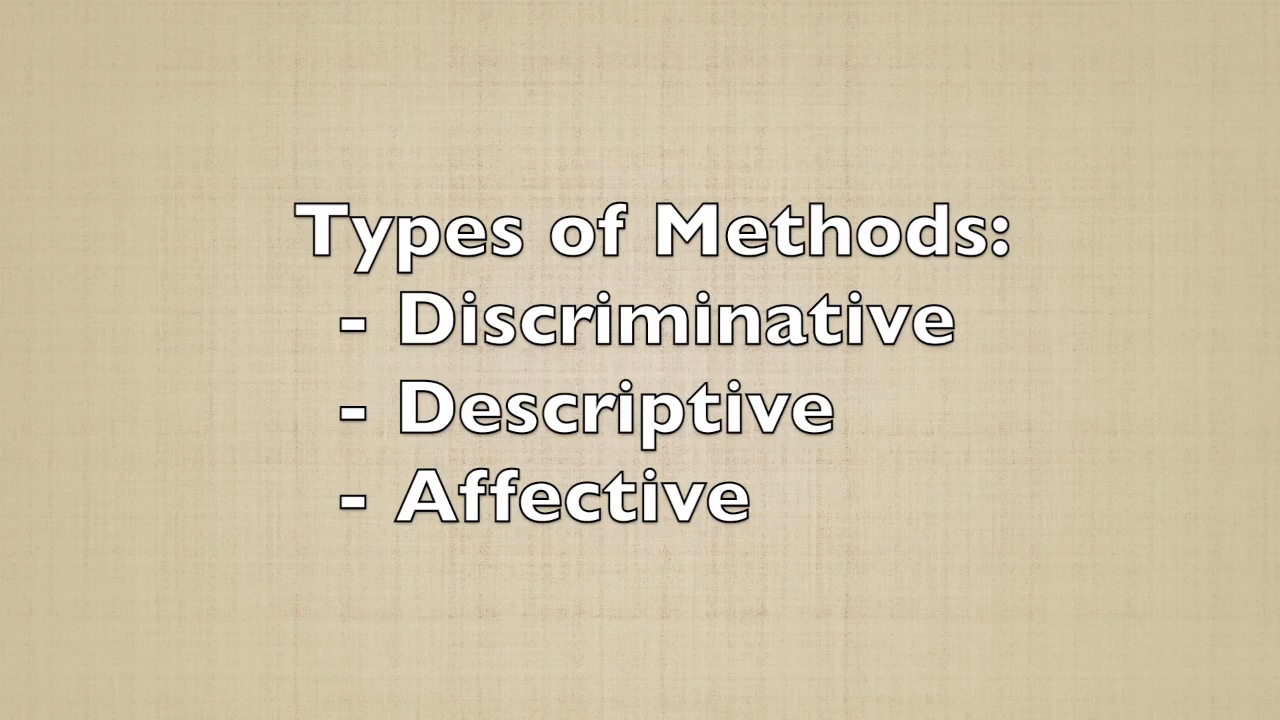 Types of Methods:
- Discriminative
- Descriptive
- Affective